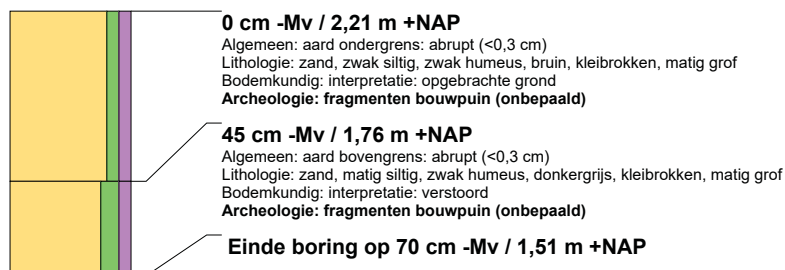 0 cm -Mv / 2,21 m +NAP
Algemeen: aard ondergrens: abrupt (<0,3 cm)
Lithologie: zand, zwak siltig, zwak humeus, bruin, kleibrokken, matig grof
Bodemkundig: interpretatie: opgebrachte grond
Archeologie: fragmenten bouwpuin (onbepaald)
45 cm -Mv / 1,76 m +NAP
Algemeen: aard bovengrens: abrupt (<0,3 cm)
Lithologie: zand, matig siltig, zwak humeus, donkergrijs, kleibrokken, matig grof
Bodemkundig: interpretatie: verstoord
Archeologie: fragmenten bouwpuin (onbepaald)
Einde boring op 70 cm -Mv / 1,51 m +NAP